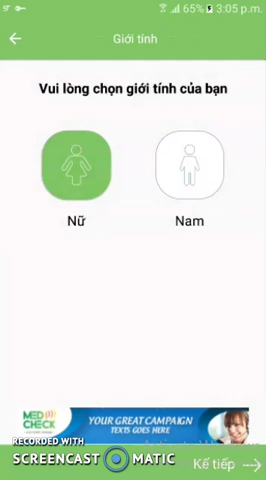 65% 3:05 p.m.
Giới tính
Vui lòng chọn giới tính của bạn
Nữ
Nam
MED
CHECK
YOUR GREAT CAMPAIGN
TEXTS GOES HERE
RECORDED WITH
SCREENCAST MATIC
Kế tiếp